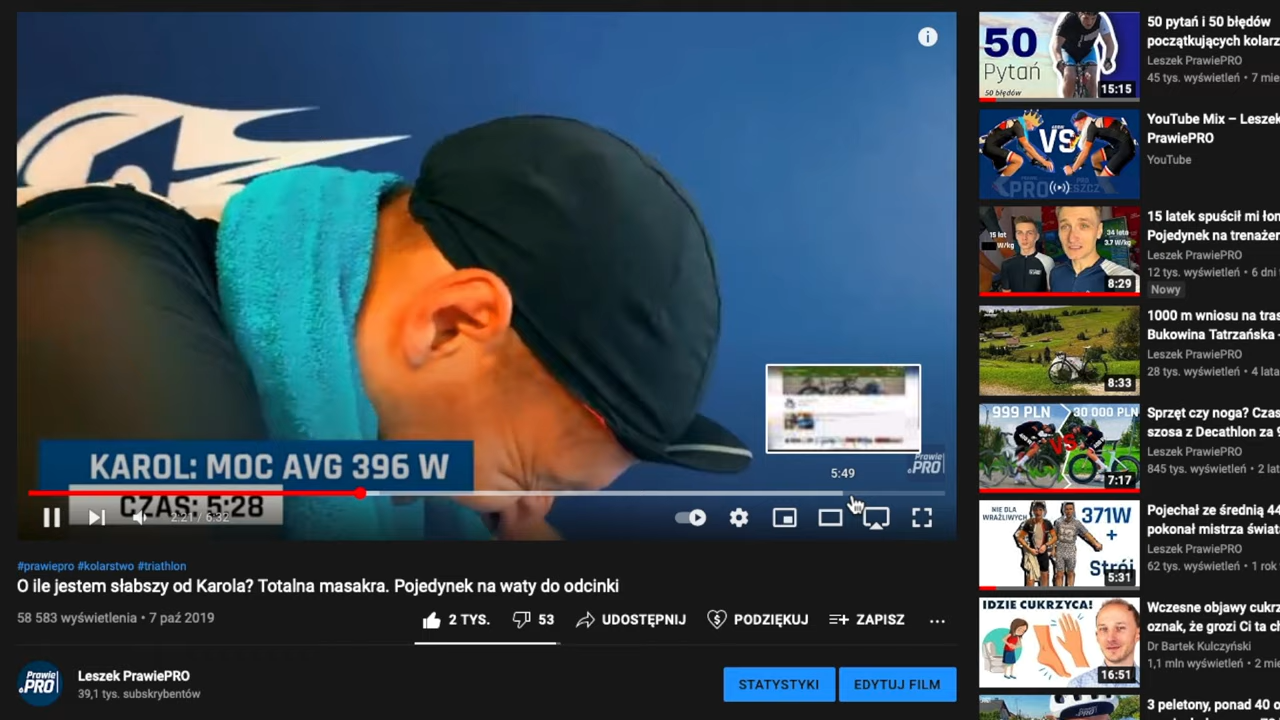 KAROL: MOC AVG 396 W
CZAS: 5:28
Prawie
.PRO
5:49
2:21 / 6:32
#prawiepro #kolarstwo #triathlon
O ile jestem słabszy od Karola? Totalna masakra. Pojedynek na waty do odcinki
58 583 wyświetlenia • 7 paź 2019
2 TYS.
53
UDOSTĘPNIJ
PODZIĘKUJ
ZAPISZ
Prawie
.PRO
Leszek PrawiePRO
39,1 tys. subskrybentów
STATYSTYKI
EDYTUJ FILM
50
Pytań
50 błędów
15:15
50 pytań i 50 błędów
początkujących kolarz
Leszek PrawiePRO
45 tys. wyświetleń • 7 mie
VS
PRO
YouTube Mix – Leszek
PrawiePRO
YouTube
15 lat
W/kg
34 lata
3.7 W/kg
8:29
15 latek spuścił mi łon
Pojedynek na trenażer
Leszek PrawiePRO
12 tys. wyświetleń • 6 dni
Nowy
8:33
1000 m wniosu na tras
Bukowina Tatrzańska -
Leszek PrawiePRO
28 tys. wyświetleń • 4 lata
999 PLN
30 000 PLN
VS
7:17
Sprzęt czy noga? Czas
szosa z Decathlon za 9
Leszek PrawiePRO
845 tys. wyświetleń • 2 lat
NIE DLA
WRAŻLIWYCH
371W
+
Strój
5:31
Pojechał ze średnią 44
pokonał mistrza świat
Leszek PrawiePRO
62 tys. wyświetleń • 1 rok
IDZIE CUKRZYCA!
16:51
Wczesne objawy cukrz
oznak, że grozi Ci ta ch
Dr Bartek Kulczyński
1,1 mln wyświetleń • 2 mie
3 peletony, ponad 40 o